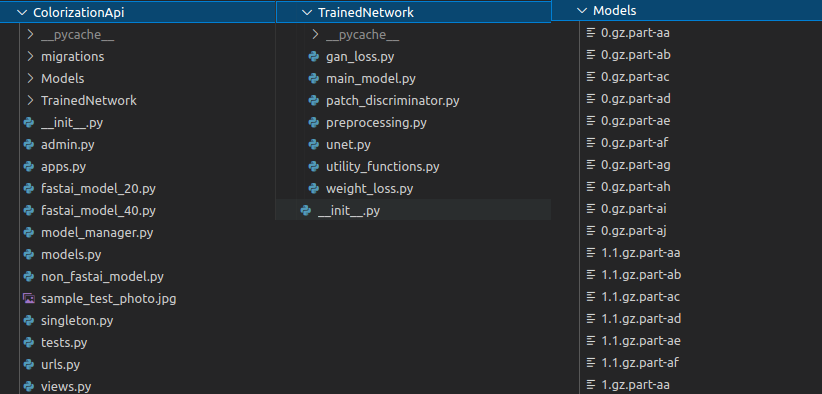 ColorizationApi
__pycache__
migrations
Models
TrainedNetwork
__init__.py
admin.py
apps.py
fastai_model_20.py
fastai_model_40.py
model_manager.py
models.py
non_fastai_model.py
sample_test_photo.jpg
singleton.py
tests.py
urls.py
views.py
TrainedNetwork
__pycache__
gan_loss.py
main_model.py
patch_discriminator.py
preprocessing.py
unet.py
utility_functions.py
weight_loss.py
__init__.py
Models
0.gz.part-aa
0.gz.part-ab
0.gz.part-ac
0.gz.part-ad
0.gz.part-ae
0.gz.part-af
0.gz.part-ag
0.gz.part-ah
0.gz.part-ai
0.gz.part-aj
1.1.gz.part-aa
1.1.gz.part-ab
1.1.gz.part-ac
1.1.gz.part-ad
1.1.gz.part-ae
1.1.gz.part-af
1.gz.part-aa